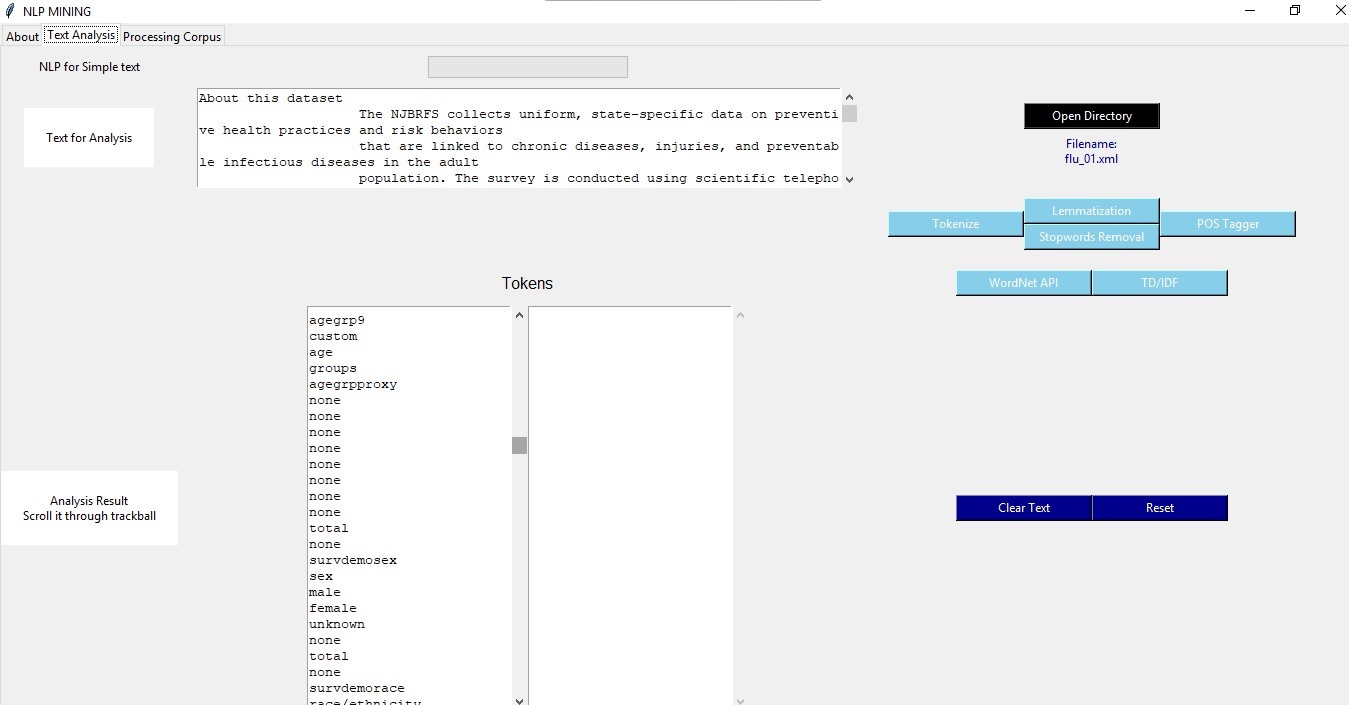 NLP MINING
About Text Analysis Processing Corpus
NLP for Simple text
Text for Analysis
About this dataset
The NJBRFS collects uniform, state-specific data on preventi
ve health practices and risk behaviors
that are linked to chronic diseases, injuries, and preventab
le infectious diseases in the adult
population. The survey is conducted using scientific telepho
Open Directory
Filename:
flu_01.xml
Tokenize
Lemmatization
Stopwords Removal
POS Tagger
WordNet API
TD/IDF
Tokens
agegrp9
custom
age
groups
agegrpproxy
none
none
none
none
none
none
none
none
total
none
survdemosex
sex
male
female
unknown
none
total
none
survdemorace
race/ethnicity
Analysis Result
Scroll it through trackball
Clear Text
Reset